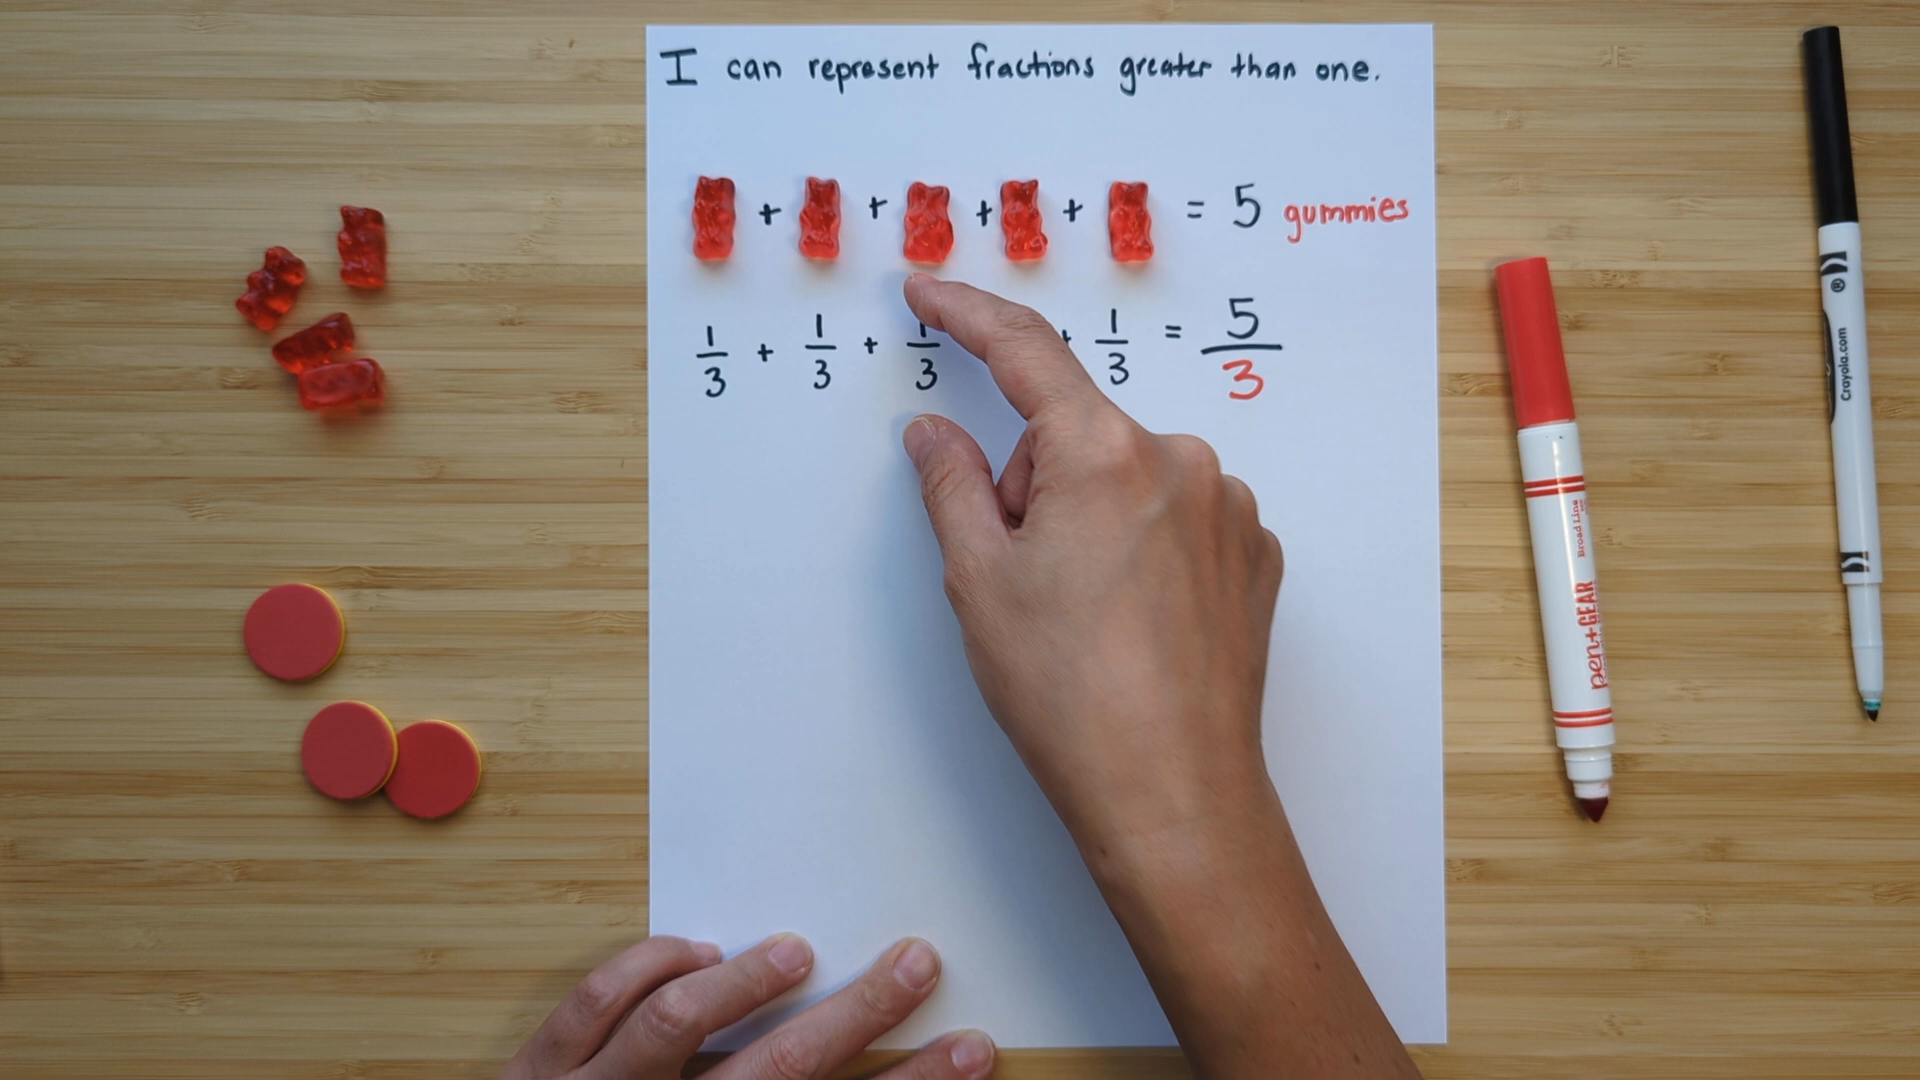 I can represent fractions greater than one.
+ + + + = 5 gummies
1/3 + 1/3 + 1/3 + 1/3 = 5/3
Crayola.com
Broad Line
pen+GEAR